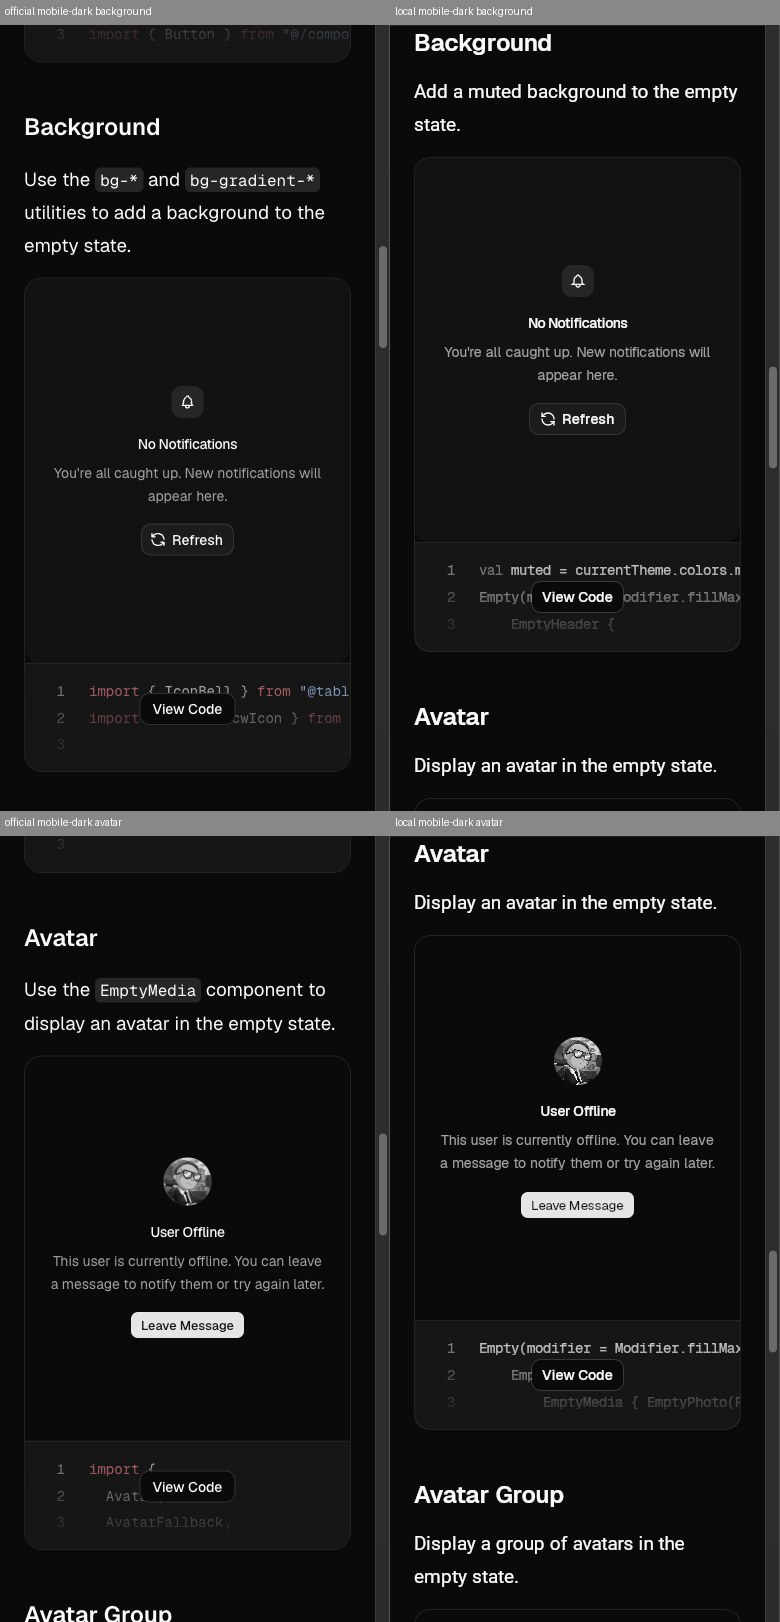 official mobile-dark background
3 import { Button } from "@/compo
Background
Use the bg-* and bg-gradient-*
utilities to add a background to the
empty state.
No Notifications
You're all caught up. New notifications will
appear here.
Refresh
1 import { IconBell } from "@tabl
2 import cwIcon } from
View Code
3
local mobile-dark background
Background
Add a muted background to the empty
state.
No Notifications
You're all caught up. New notifications will
appear here.
Refresh
1 val muted = currentTheme.colors.m
2 Empty(m odifier.fillMax
View Code
3 EmptyHeader {
Avatar
Display an avatar in the empty state.
official mobile-dark avatar
3
Avatar
Use the EmptyMedia component to
display an avatar in the empty state.
User Offline
This user is currently offline. You can leave
a message to notify them or try again later.
Leave Message
1 import {
2 Avat
View Code
3 AvatarFallback,
Avatar Group
local mobile-dark avatar
Avatar
Display an avatar in the empty state.
User Offline
This user is currently offline. You can leave
a message to notify them or try again later.
Leave Message
1 Empty(modifier = Modifier.fillMax
2 Emp
View Code
3 EmptyMedia { EmptyPhoto(R
Avatar Group
Display a group of avatars in the
empty state.